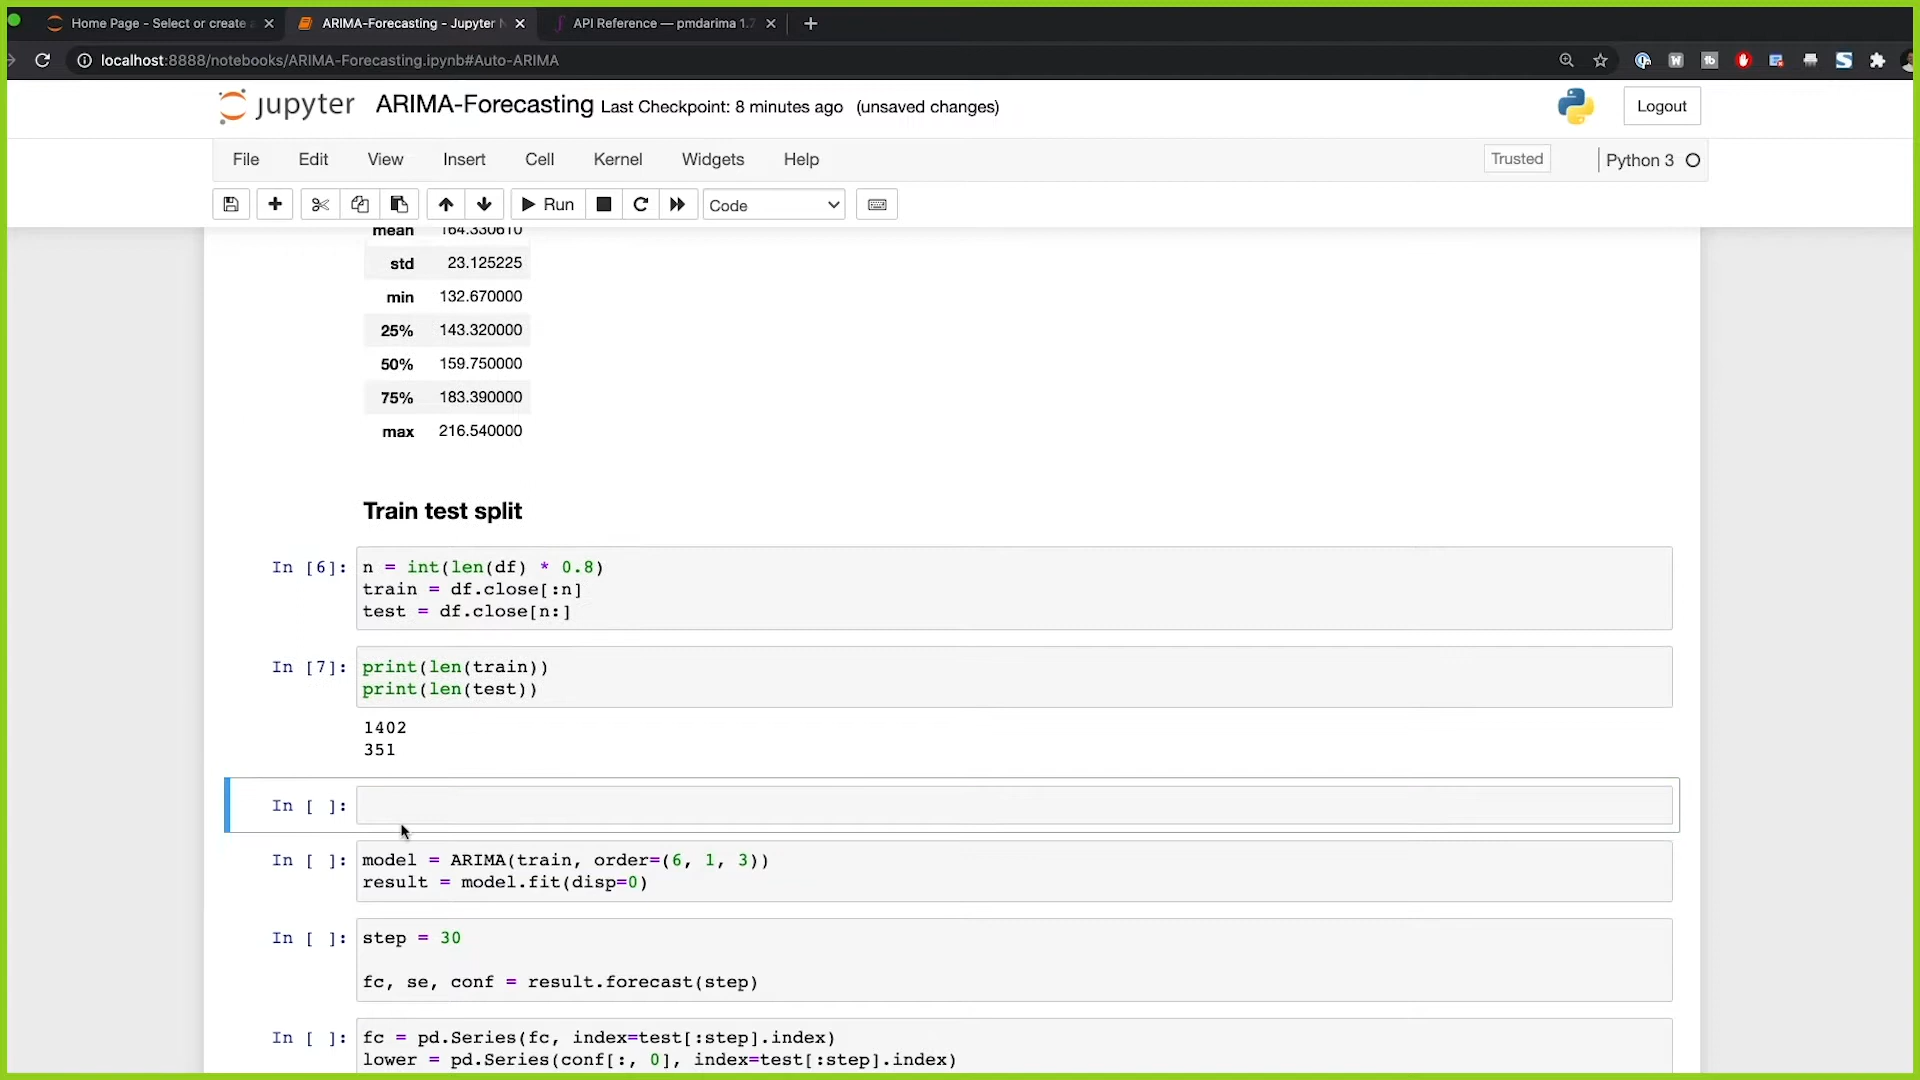 Home Page - Select or create
ARIMA-Forecasting - Jupyter
API Reference — pmdarima 1.
localhost:8888/notebooks/ARIMA-Forecasting.ipynb#Auto-ARIMA
jupyter ARIMA-Forecasting Last Checkpoint: 8 minutes ago (unsaved changes)
Logout
File Edit View Insert Cell Kernel Widgets Help
Trusted
Python 3
Run
Code
mean 164.330610
std 23.125225
min 132.670000
25% 143.320000
50% 159.750000
75% 183.390000
max 216.540000
Train test split
In [6]: n = int(len(df) * 0.8)
train = df.close[:n]
test = df.close[n:]
In [7]: print(len(train))
print(len(test))
1402
351
In [ ]:
In [ ]: model = ARIMA(train, order=(6, 1, 3))
result = model.fit(disp=0)
In [ ]: step = 30
fc, se, conf = result.forecast(step)
In [ ]: fc = pd.Series(fc, index=test[:step].index)
lower = pd.Series(conf[:, 0], index=test[:step].index)